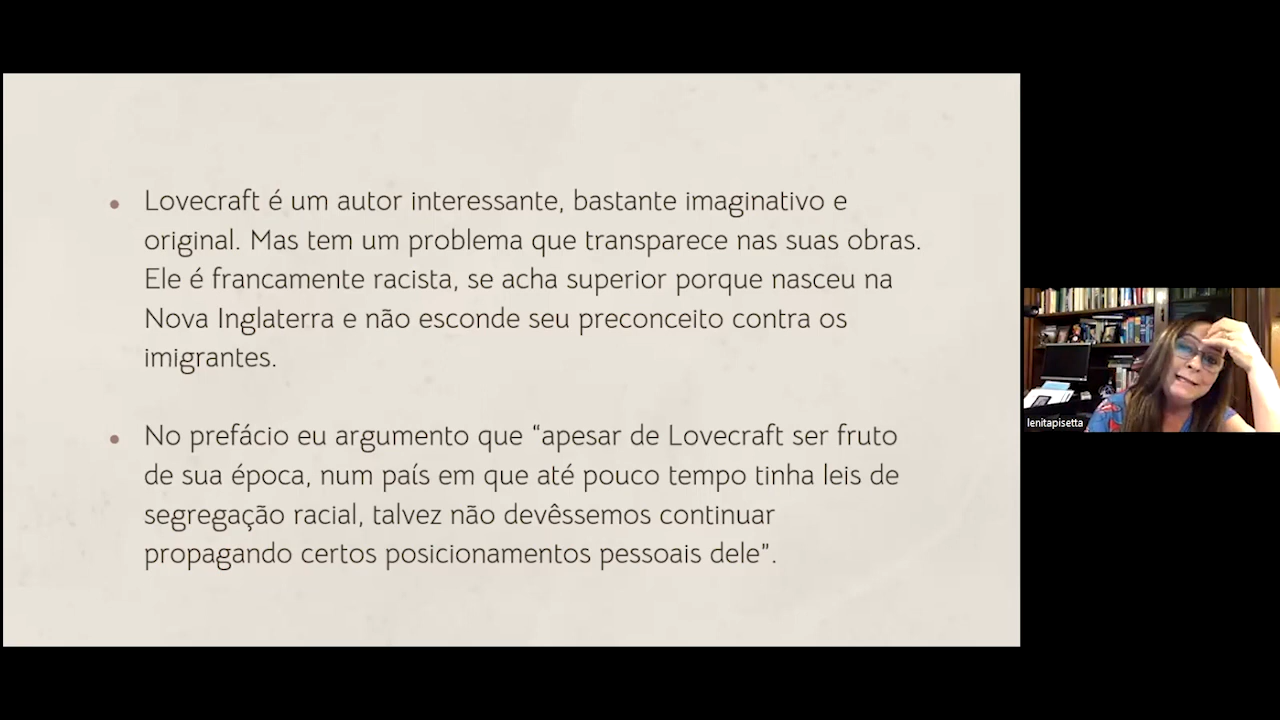 Lovecraft é um autor interessante, bastante imaginativo e
original. Mas tem um problema que transparece nas suas obras.
Ele é francamente racista, se acha superior porque nasceu na
Nova Inglaterra e não esconde seu preconceito contra os
imigrantes.
No prefácio eu argumento que “apesar de Lovecraft ser fruto
de sua época, num país em que até pouco tempo tinha leis de
segregação racial, talvez não devêssemos continuar
propagando certos posicionamentos pessoais dele”.
lenitapisetta